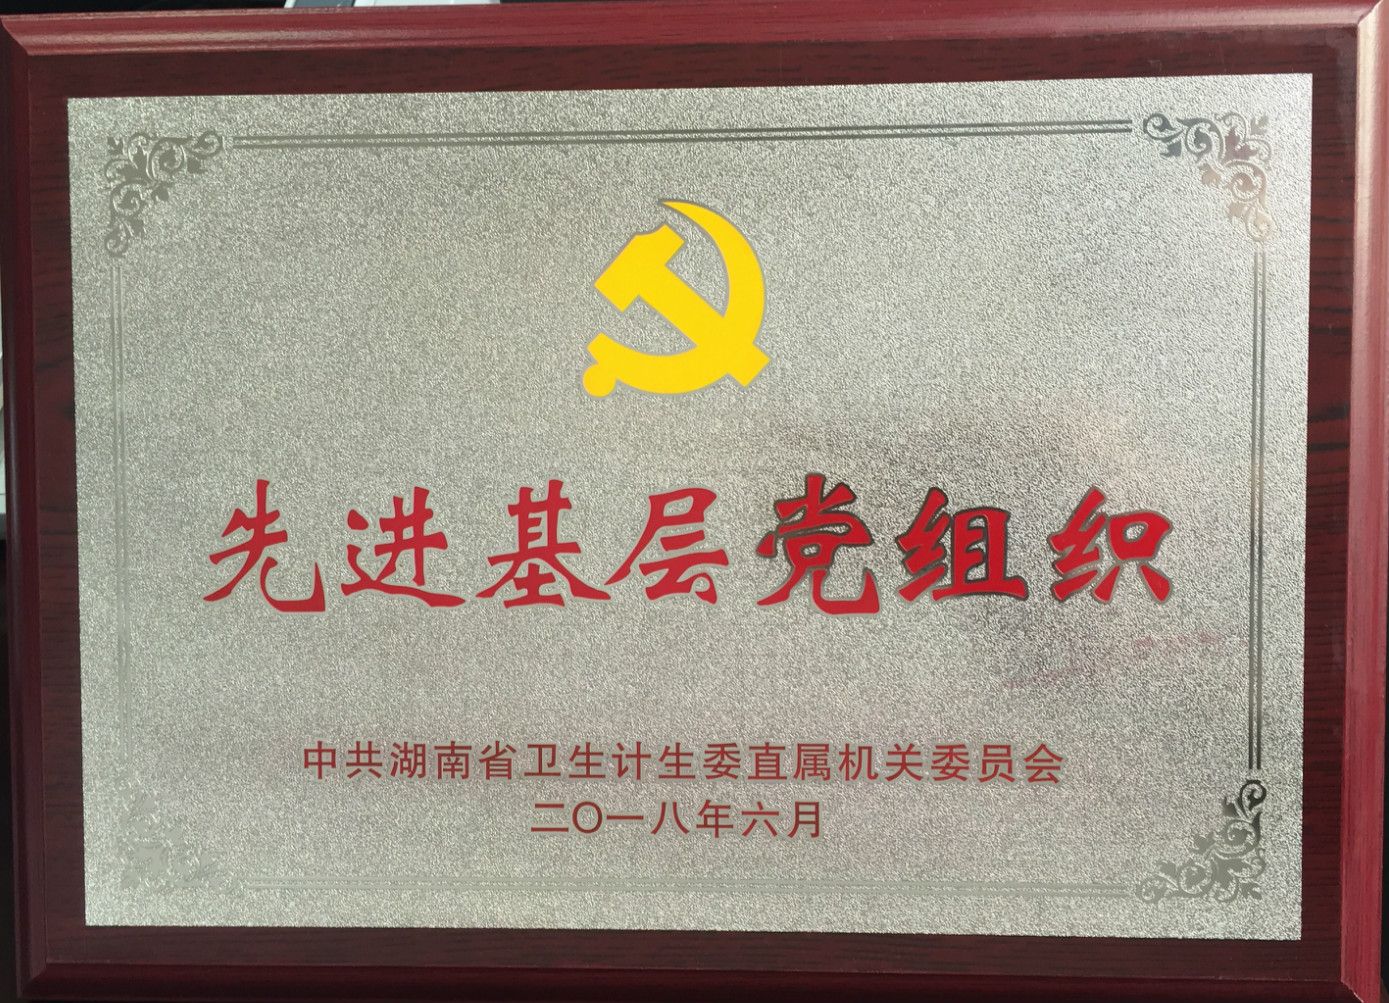 先进基层党组织
中共湖南省卫生计生委直属机关委员会
二〇一八年六月